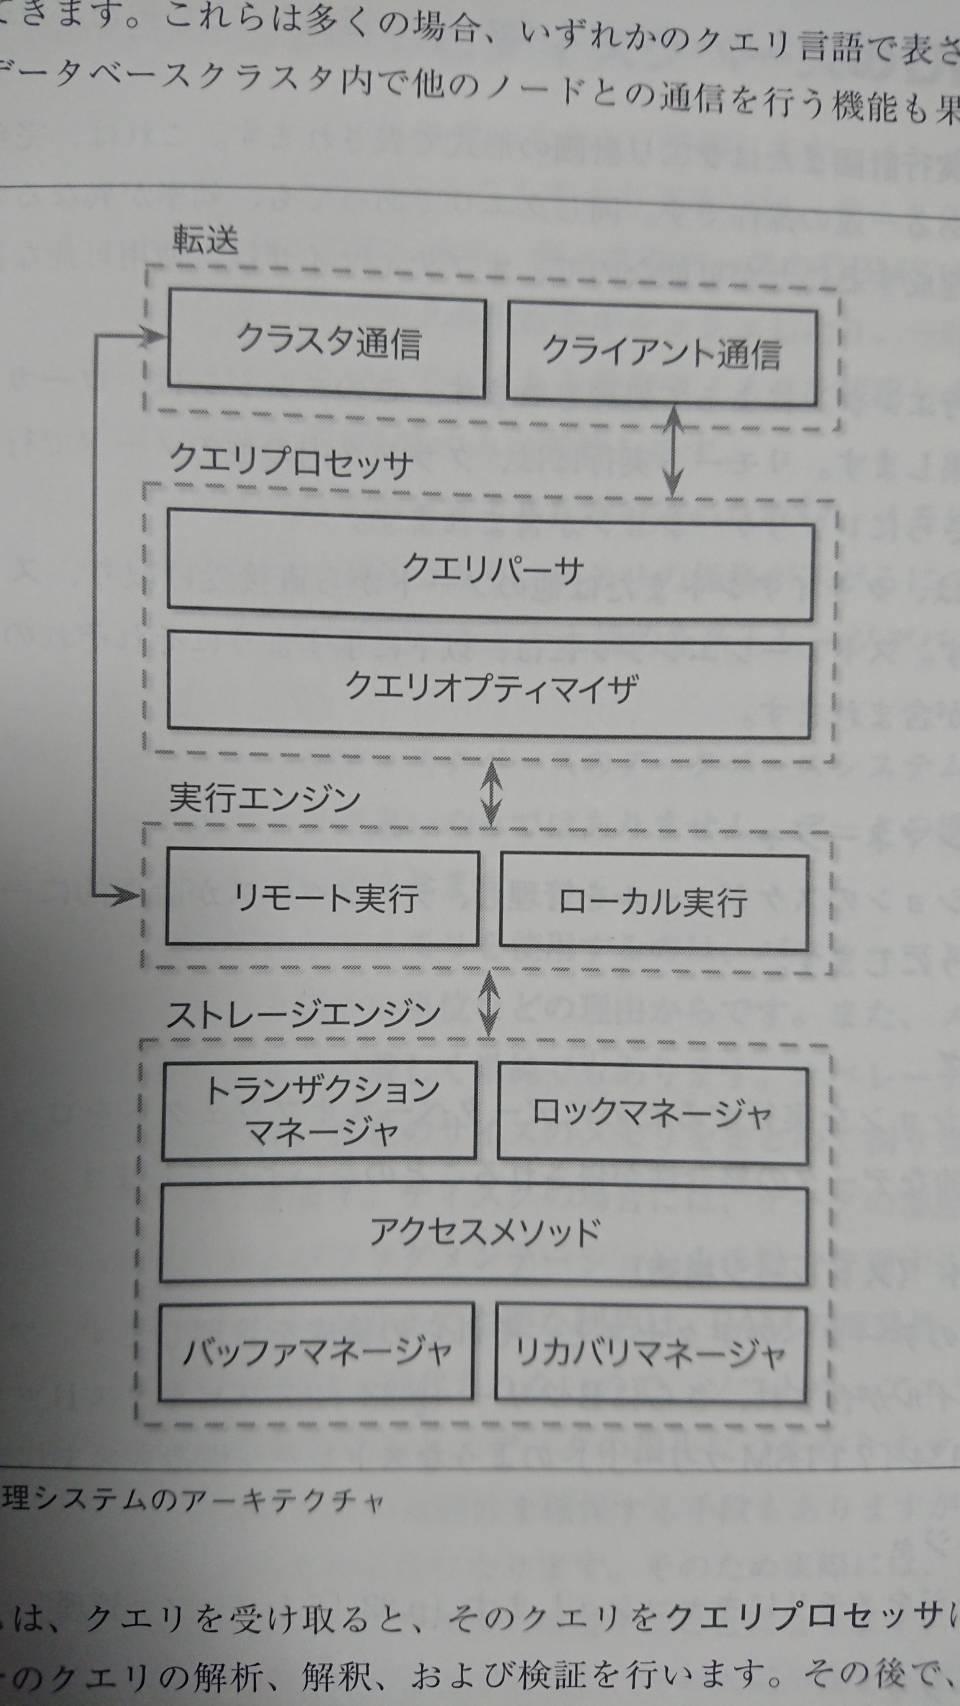 きます。これらは多くの場合、いずれかのクエリ言語で表さ
データベースクラスタ内で他のノードとの通信を行う機能も果
転送
クラスタ通信
クライアント通信
クエリプロセッサ
クエリパーサ
クエリオプティマイザ
実行エンジン
リモート実行
ローカル実行
ストレージエンジン
トランザクション
マネージャ
ロックマネージャ
アクセスメソッド
バッファマネージャ
リカバリマネージャ
理システムのアーキテクチャ
は、クエリを受け取ると、そのクエリをクエリプロセッサに
のクエリの解析、解釈、および検証を行います。その後で、